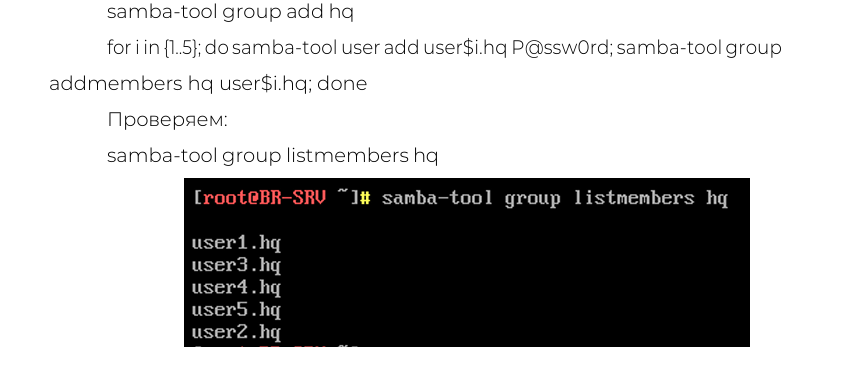 samba-tool group add hq
for i in {1..5}; do samba-tool user add user$i.hq P@ssw0rd; samba-tool group
addmembers hq user$i.hq; done
Проверяем:
samba-tool group listmembers hq
[root@BR-SRV ~]# samba-tool group listmembers hq
user1.hq
user3.hq
user4.hq
user5.hq
user2.hq